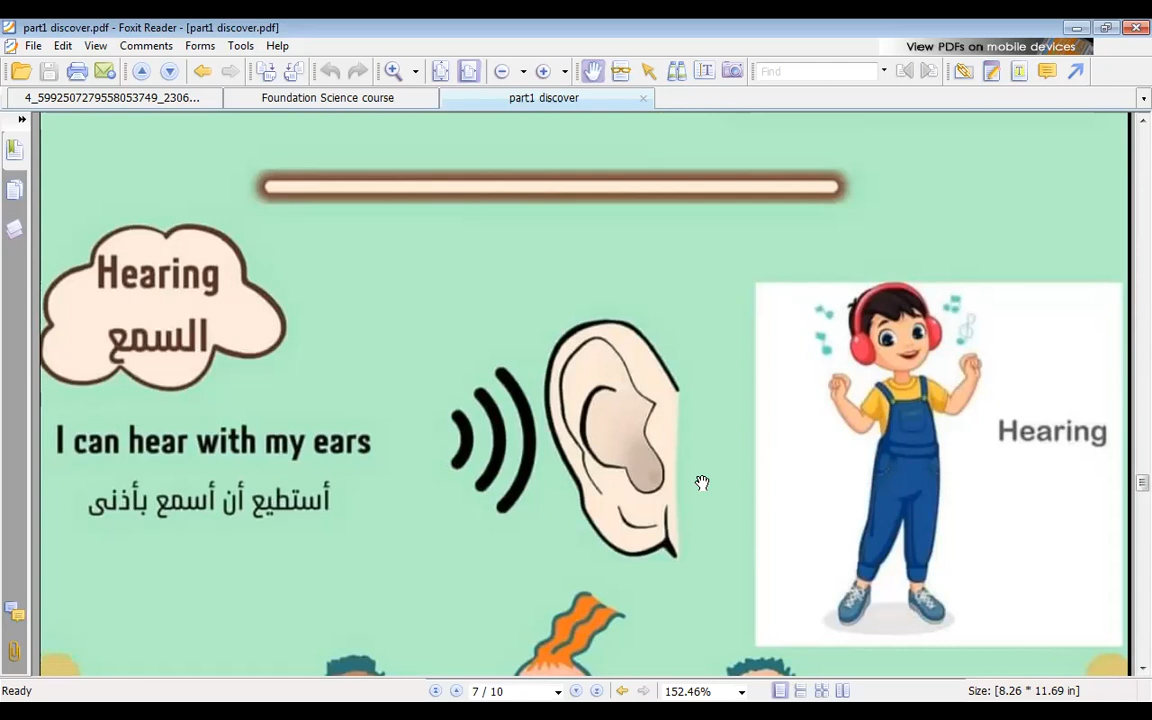 part1 discover.pdf - Foxit Reader - [part1 discover.pdf]
File Edit View Comments Forms Tools Help
View PDFs on mobile devices
Find
4_5992507279558053749_2306... Foundation Science course part1 discover
Hearing
السمع
I can hear with my ears
أستطيع أن أسمع بأذنى
Hearing
Ready 7 / 10 152.46% Size: [8.26 * 11.69 in]